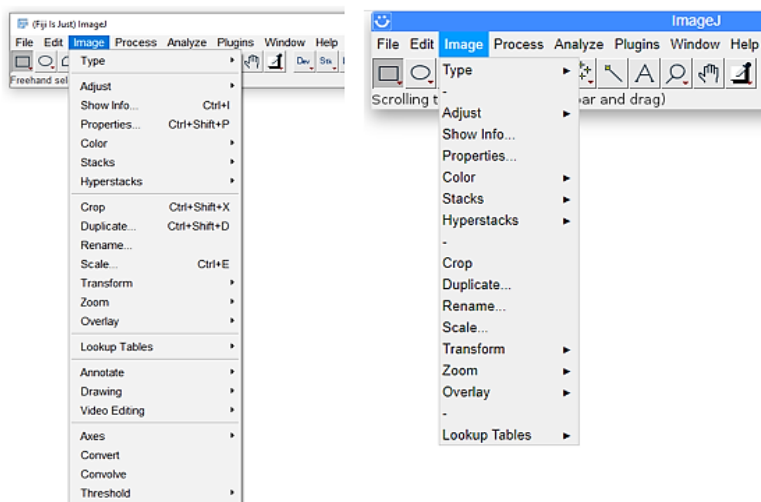 (Fiji Is Just) ImageJ
File Edit Image Process Analyze Plugins Window Help
Dev. Stk.
Freehand sel
Type
Adjust
Show Info... Ctrl+I
Properties... Ctrl+Shift+P
Color
Stacks
Hyperstacks
Crop Ctrl+Shift+X
Duplicate... Ctrl+Shift+D
Rename...
Scale... Ctrl+E
Transform
Zoom
Overlay
Lookup Tables
Annotate
Drawing
Video Editing
Axes
Convert
Convolve
Threshold
ImageJ
File Edit Image Process Analyze Plugins Window Help
A
Scrolling t bar and drag)
Type
-
Adjust
Show Info...
Properties...
Color
Stacks
Hyperstacks
-
Crop
Duplicate...
Rename...
Scale...
Transform
Zoom
Overlay
-
Lookup Tables